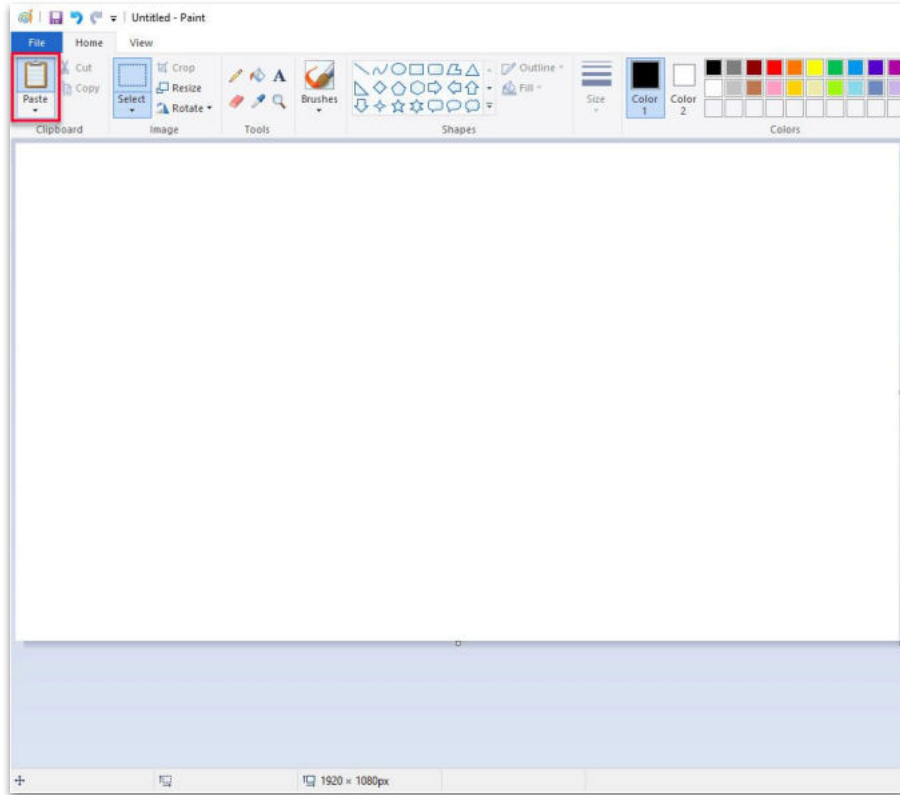 Untitled - Paint
File Home View
Paste
Cut
Copy
Clipboard
Select
Crop
Resize
Rotate
Image
A
Tools
Brushes
Shapes
Outline
Fill
Size
Color 1
Color 2
Colors
1920 × 1080px